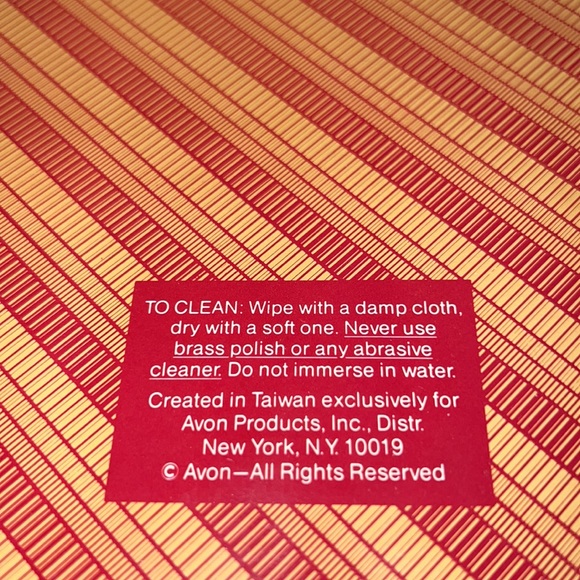 TO CLEAN: Wipe with a damp cloth,
dry with a soft one. Never use
brass polish or any abrasive
cleaner. Do not immerse in water.
Created in Taiwan exclusively for
Avon Products, Inc., Distr.
New York, N.Y. 10019
© Avon—All Rights Reserved